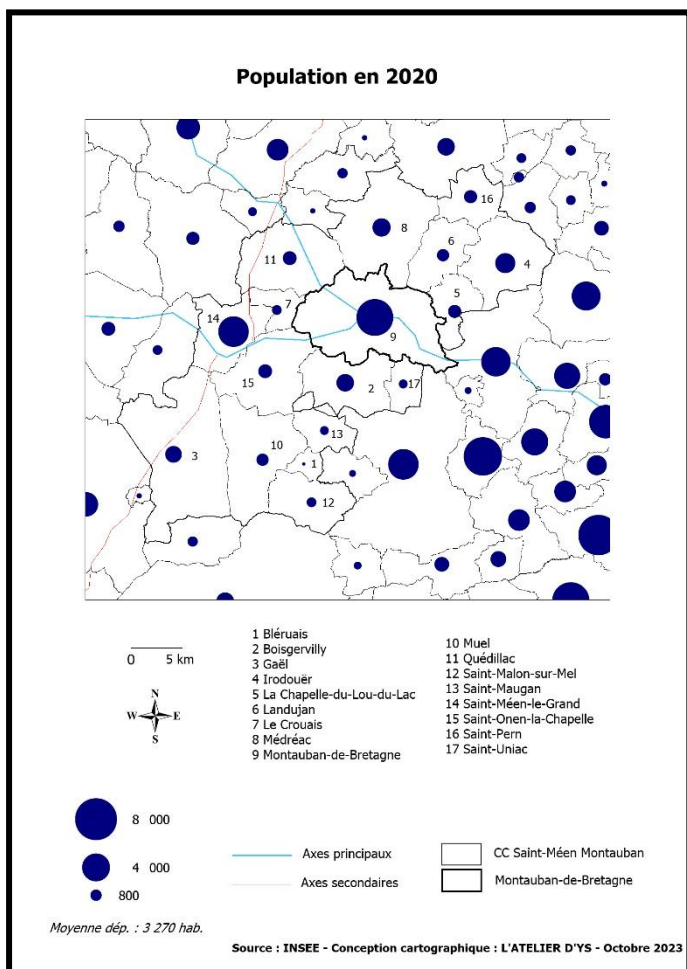 Population en 2020
16
8
6
11
4
5
7
14
9
15
2
17
13
3
10
1
12
0 5 km
N
W E
S
1 Bléruais
2 Boisgervilly
3 Gaël
4 Irodouër
5 La Chapelle-du-Lou-du-Lac
6 Landujan
7 Le Crouais
8 Médréac
9 Montauban-de-Bretagne
10 Muel
11 Quédillac
12 Saint-Malon-sur-Mel
13 Saint-Maugan
14 Saint-Méen-le-Grand
15 Saint-Onen-la-Chapelle
16 Saint-Pern
17 Saint-Uniac
8 000
4 000
800
Moyenne dép. : 3 270 hab.
Axes principaux
Axes secondaires
CC Saint-Méen Montauban
Montauban-de-Bretagne
Source : INSEE - Conception cartographique : L'ATELIER D'YS - Octobre 2023